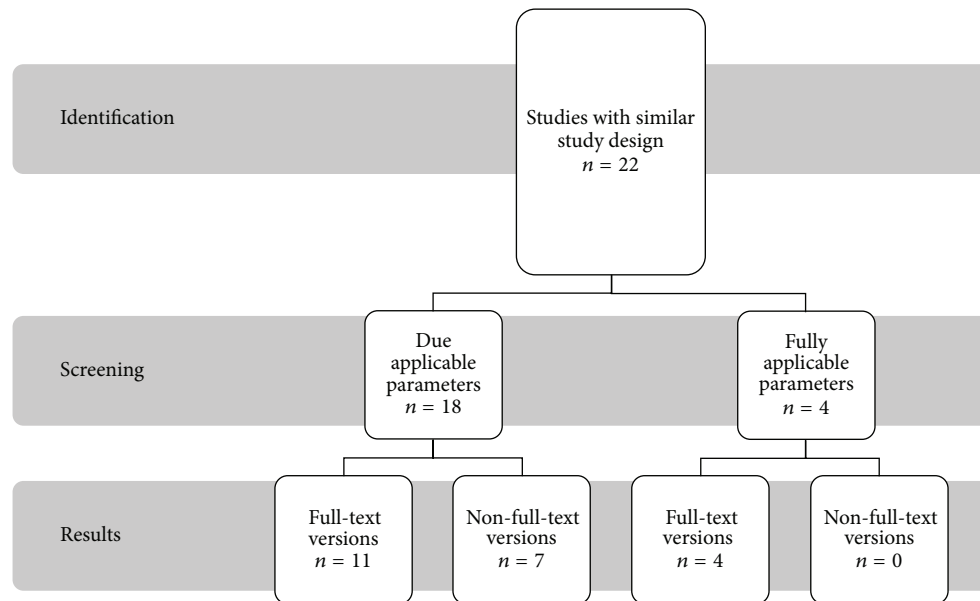 Identification
Studies with similar
study design
n = 22
Screening
Due
applicable
parameters
n = 18
Fully
applicable
parameters
n = 4
Results
Full-text
versions
n = 11
Non-full-text
versions
n = 7
Full-text
versions
n = 4
Non-full-text
versions
n = 0